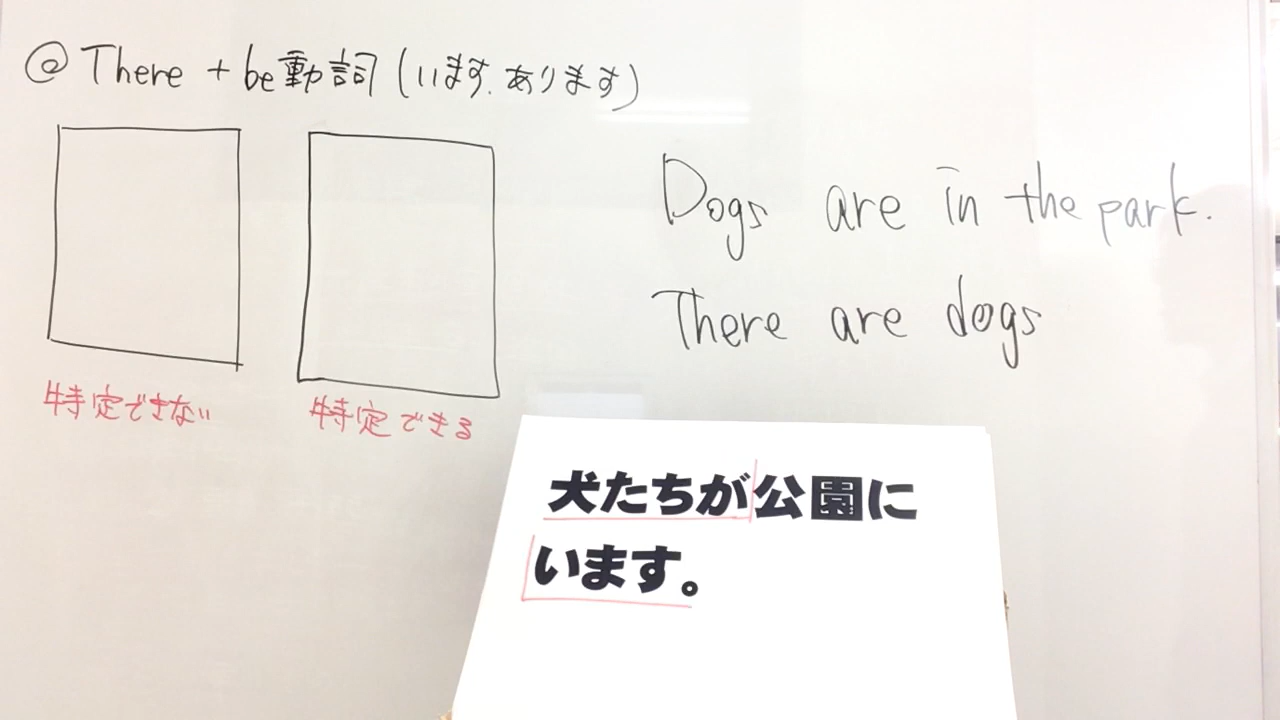 @ There + be動詞 (います、あります)
特定できない
特定できる
Dogs are in the park.
There are dogs
犬たちが公園に
います。